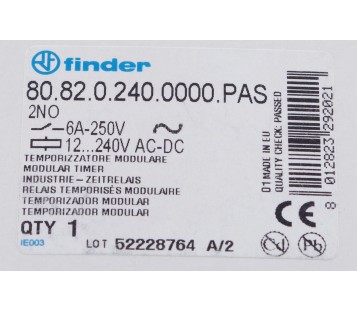 finder
80.82.0.240.0000.PAS
2NO
6A-250V
12...240V AC-DC
TEMPORIZZATORE MODULARE
MODULAR TIMER
INDUSTRIE-ZEITRELAIS
RELAIS TEMPORISÉS MODULAIRE
TEMPORIZADOR MODULAR
TEMPORIZADOR MODULAR
QTY 1
IE003
LOT 52228764 A/2
01 MADE IN EU
QUALITY CHECK: PASSED
8 012823 292021
CE
Pb